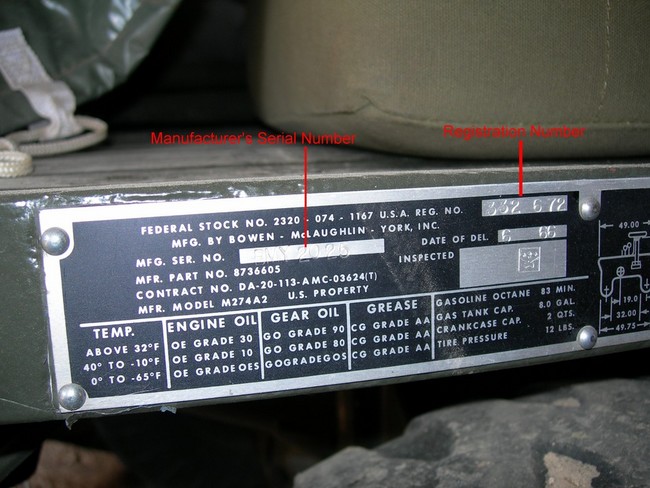 Manufacturer's Serial Number
Registration Number
FEDERAL STOCK NO. 2320 - 074 - 1167 U.S.A. REG. NO.
MFG. BY BOWEN - McLAUGHLIN - YORK, INC.
MFG. SER. NO.
DATE OF DEL. 6 66
MFR. PART NO. 8736605
INSPECTED
CONTRACT NO. DA-20-113-AMC-03624(T)
MFR. MODEL M274A2 U.S. PROPERTY
TEMP.
ABOVE 32°F
40° TO -10°F
0° TO -65°F
ENGINE OIL
OE GRADE 30
OE GRADE 10
OE GRADE OES
GEAR OIL
GO GRADE 90
GO GRADE 80
GOGRADEGOS
GREASE
CG GRADE AA
CG GRADE AA
CG GRADE AA
GASOLINE OCTANE 83 MIN.
GAS TANK CAP. 8.0 GAL.
CRANKCASE CAP. 2 QTS.
TIRE PRESSURE 12 LBS.
49.00
19.0
32.00
49.75